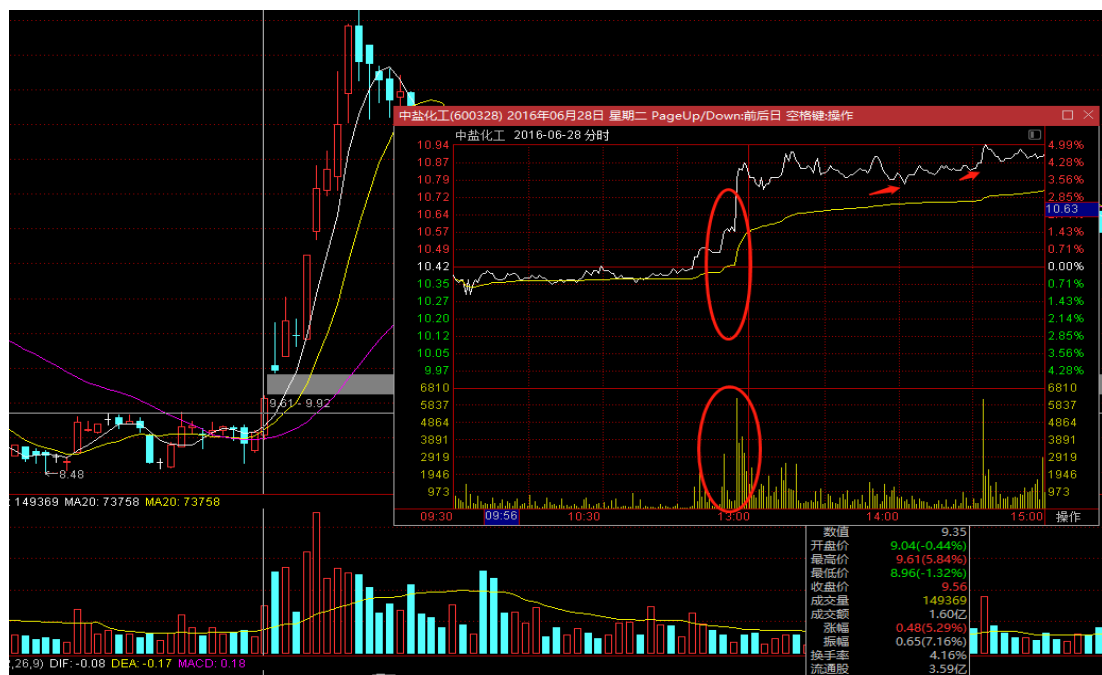 中盐化工(600328) 2016年06月28日 星期二 PageUp/Down:前后日 空格键:操作
中盐化工 2016-06-28 分时
10.94 4.99%
10.87 4.28%
10.79 3.56%
10.72 2.85%
10.63
10.64
10.57 1.43%
10.49 0.71%
10.42 0.00%
10.35 0.71%
10.27 1.43%
10.20 2.14%
10.12 2.85%
10.05 3.56%
9.97 4.28%
6810 6810
5837 5837
4864 4864
3891 3891
2919 2919
1946 1946
973 973
09:30 09:56 10:30 13:00 14:00 15:00 操作
9.61 - 9.92
←8.48
149369 MA20: 73758 MA20: 73758
数值 9.35
开盘价 9.04(-0.44%)
最高价 9.61(5.84%)
最低价 8.96(-1.32%)
收盘价 9.56
成交量 149369
成交额 1.60亿
涨幅 0.48(5.29%)
振幅 0.65(7.16%)
换手率 4.16%
流通股 3.59亿
,26,9) DIF: -0.08 DEA: -0.17 MACD: 0.18